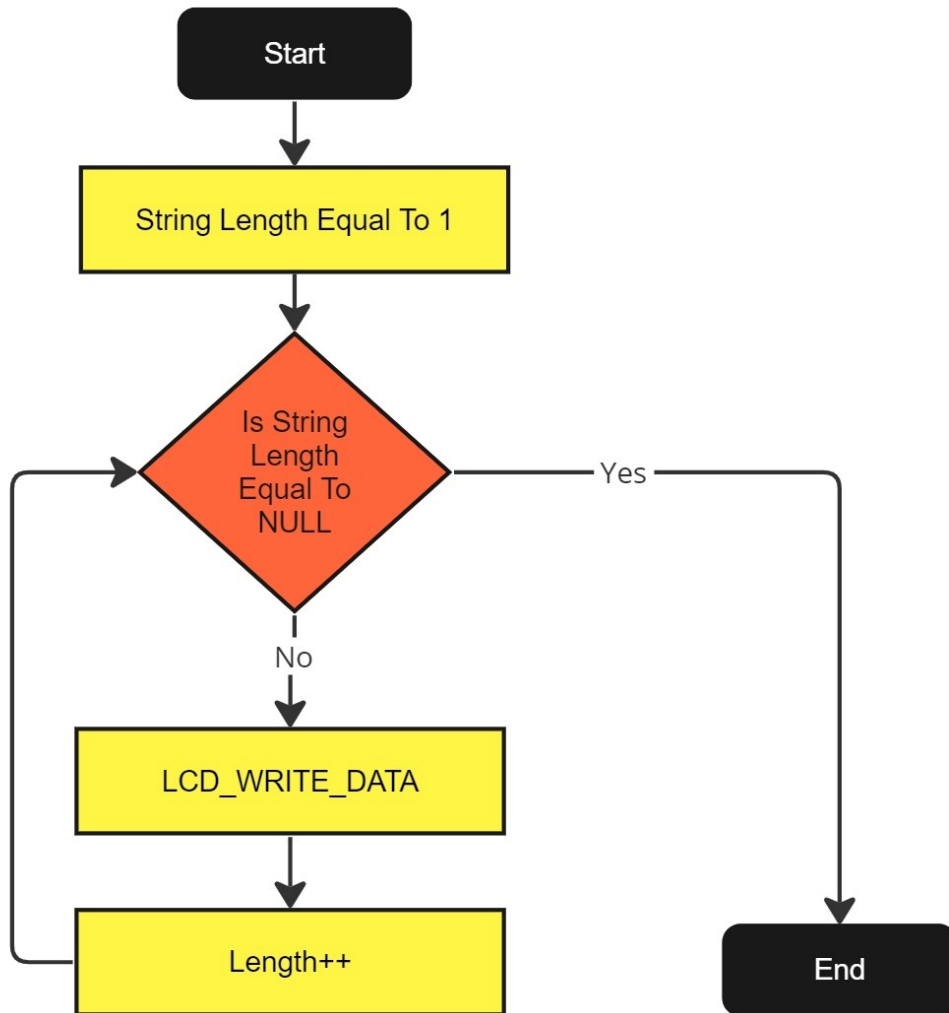 Start
String Length Equal To 1
Is String
Length
Equal To
NULL
Yes
No
LCD_WRITE_DATA
Length++
End